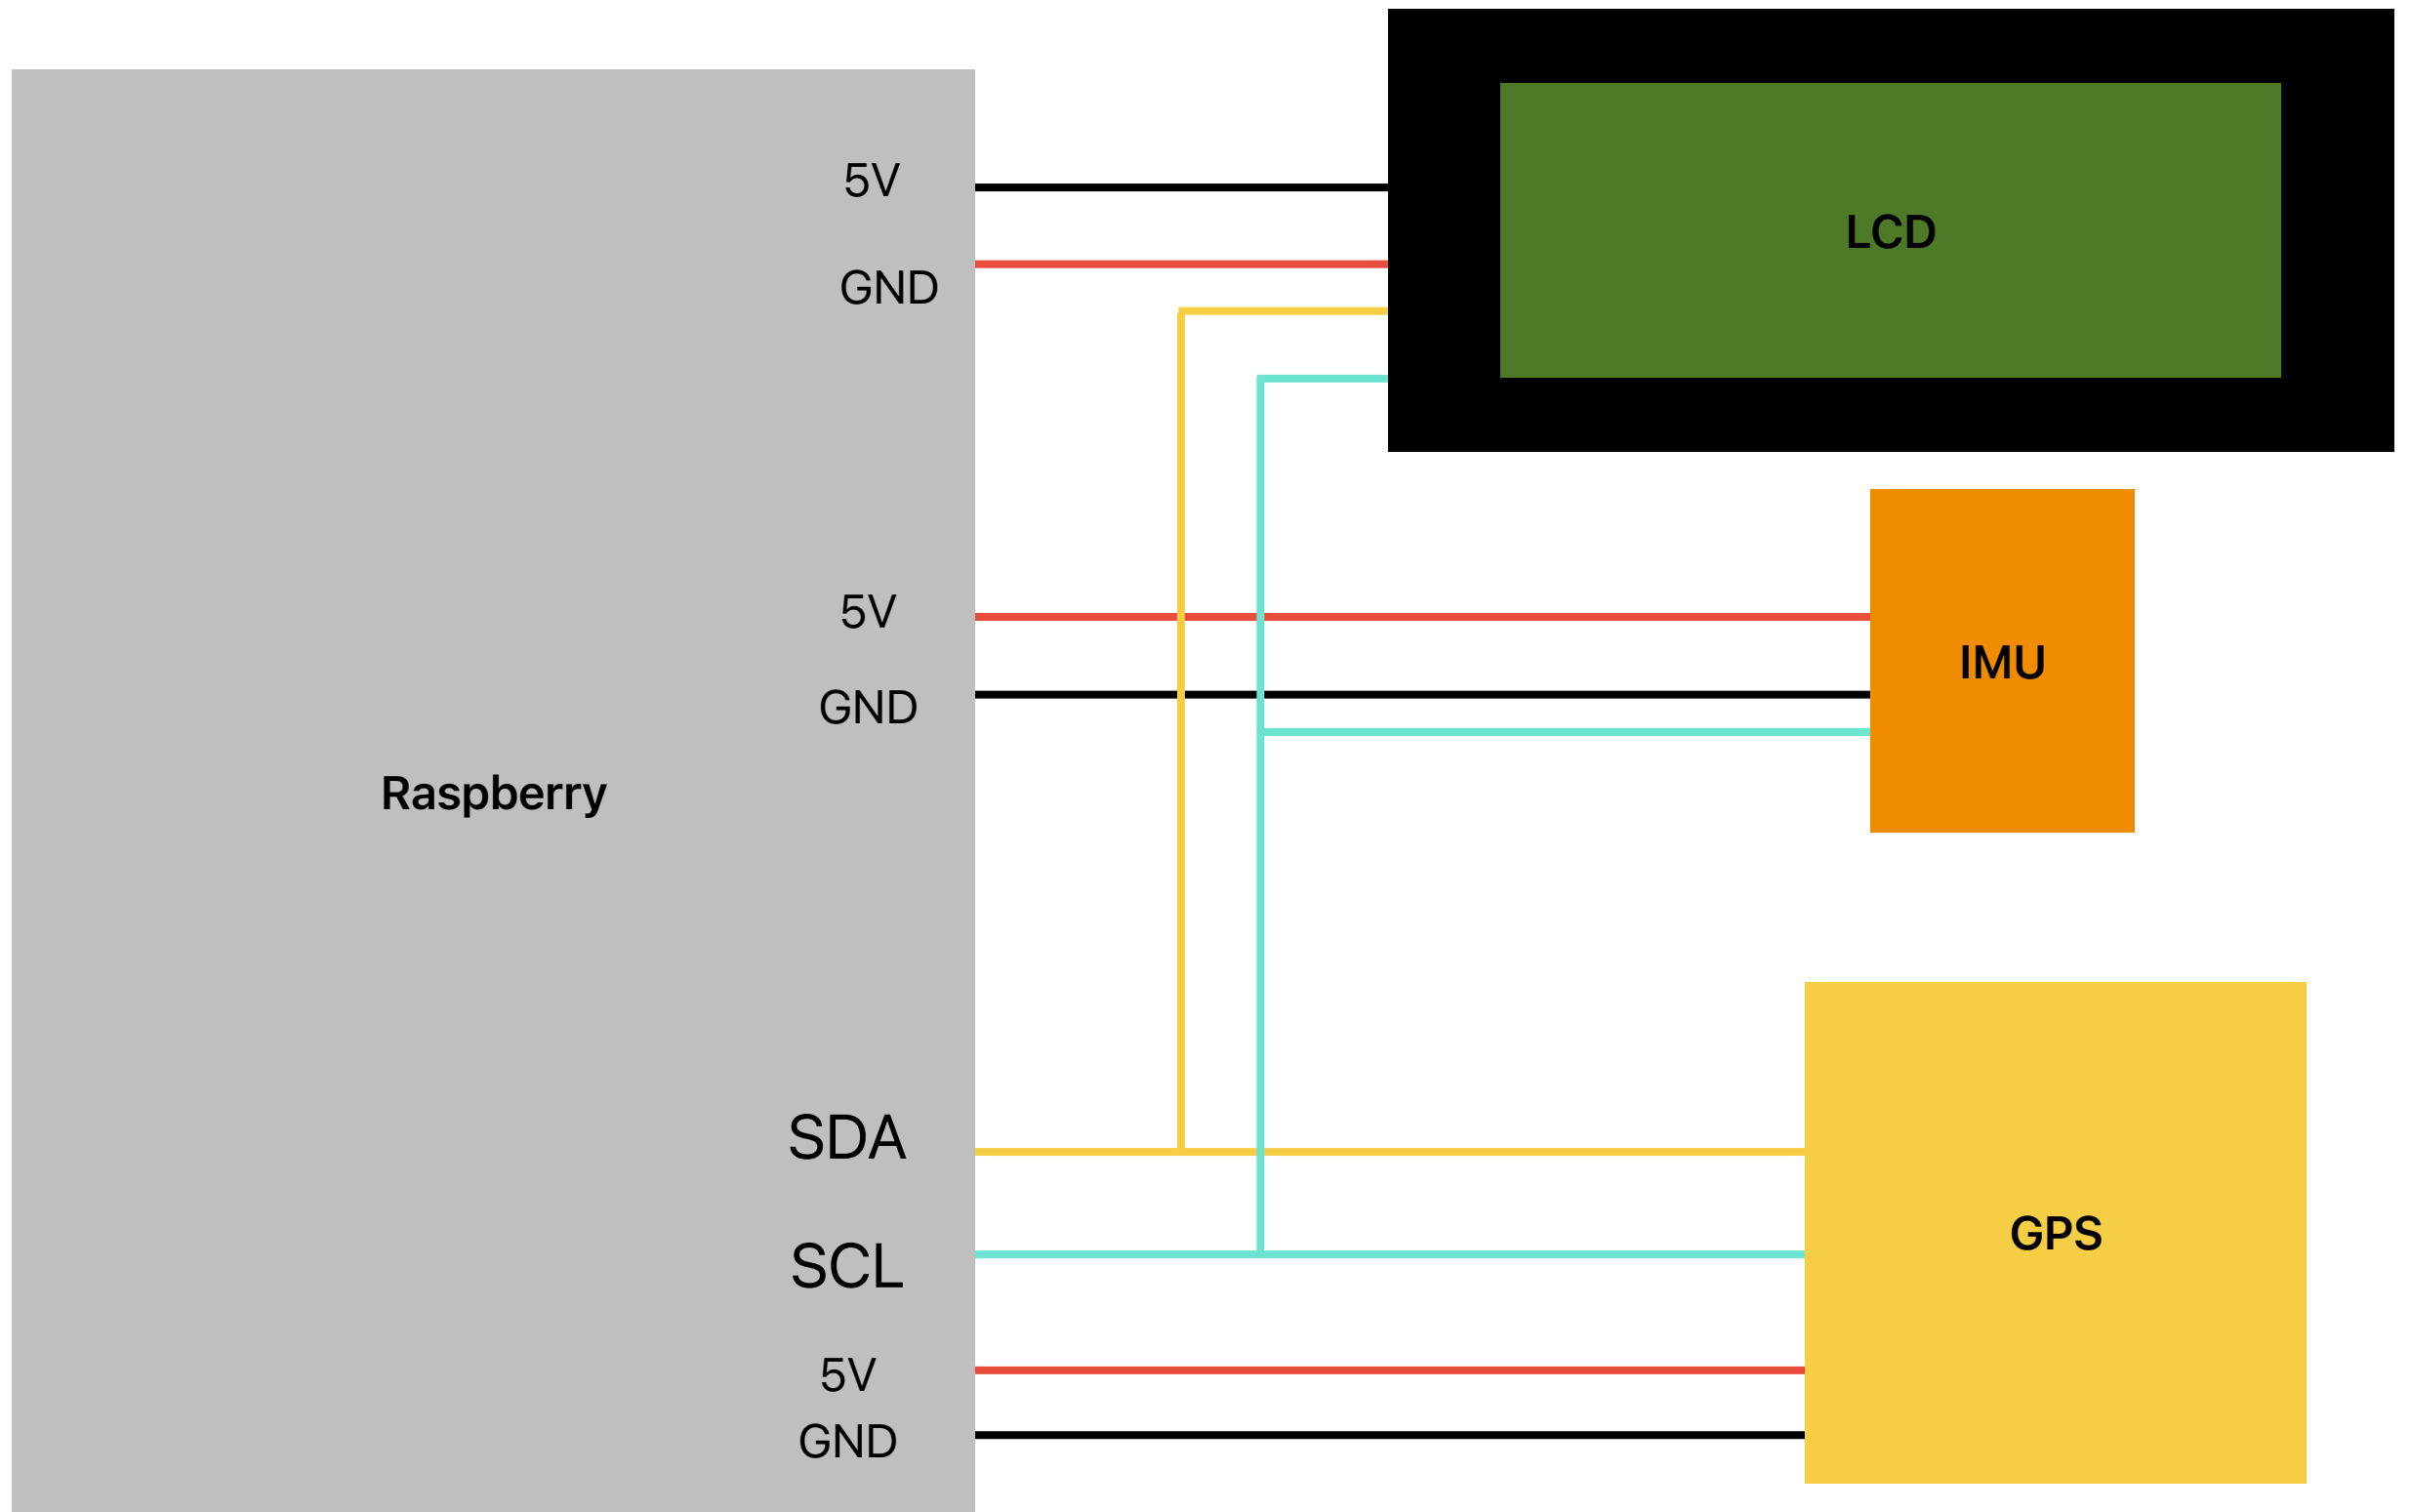 5V
LCD
GND
5V
IMU
GND
Raspberry
SDA
GPS
SCL
5V
GND